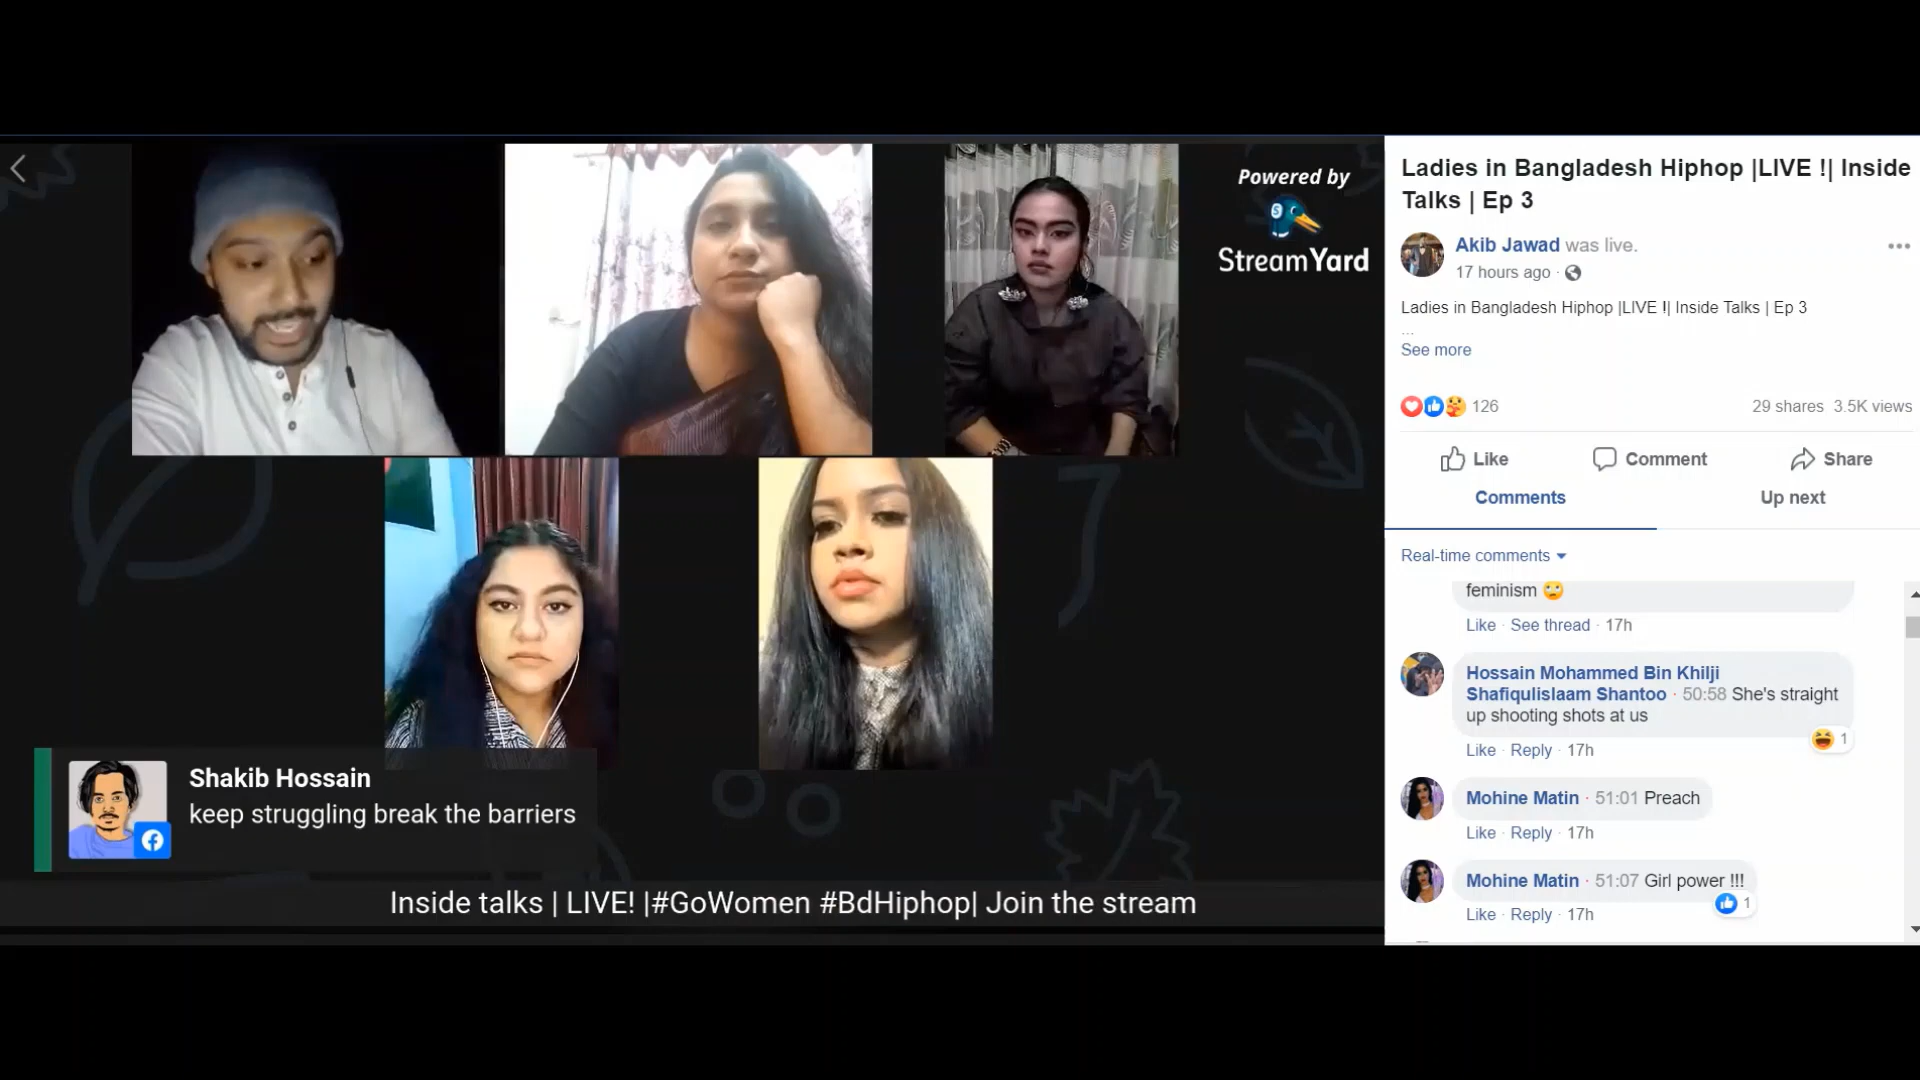 Powered by
StreamYard
Shakib Hossain
keep struggling break the barriers
Inside talks | LIVE! |#GoWomen #BdHiphop| Join the stream
Ladies in Bangladesh Hiphop |LIVE !| Inside
Talks | Ep 3
Akib Jawad was live.
17 hours ago ·
Ladies in Bangladesh Hiphop |LIVE !| Inside Talks | Ep 3
...
See more
126
29 shares 3.5K views
Like Comment Share
Comments Up next
Real-time comments
feminism 🙄
Like · See thread · 17h
Hossain Mohammed Bin Khilji
Shafiqulislaam Shantoo · 50:58 She's straight
up shooting shots at us
1
Like · Reply · 17h
Mohine Matin · 51:01 Preach
Like · Reply · 17h
Mohine Matin · 51:07 Girl power !!!
1
Like · Reply · 17h